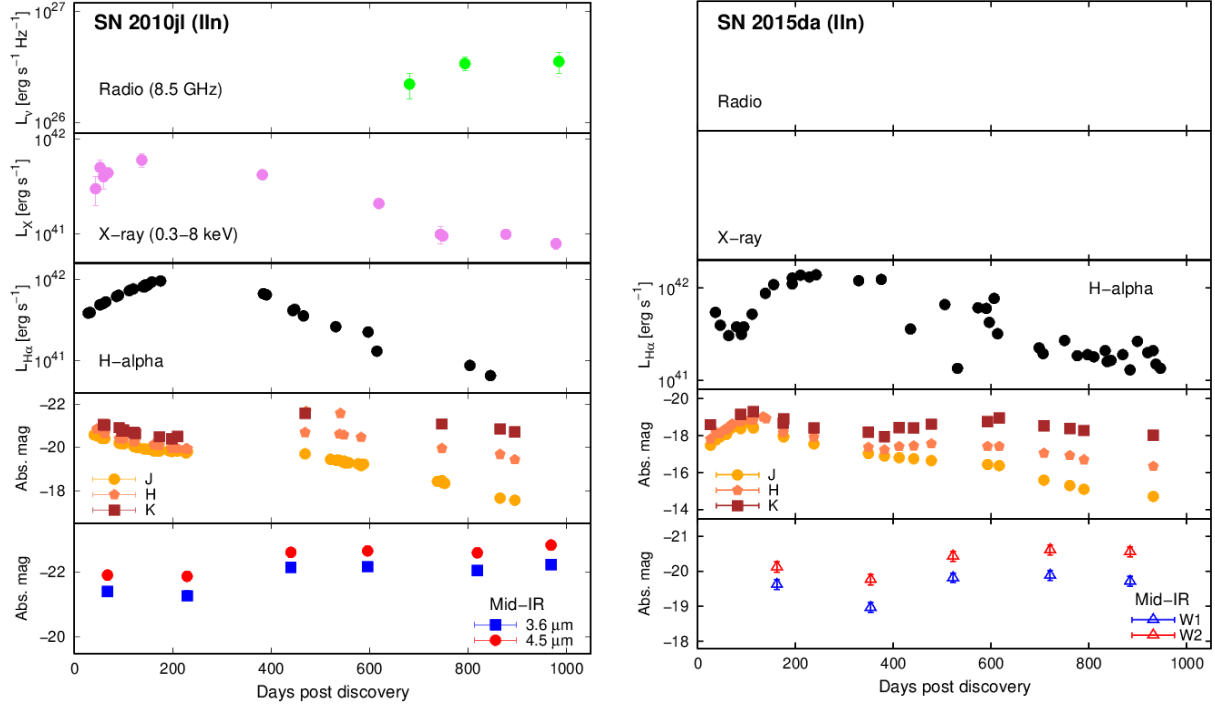 SN 2010jl (IIn)
10^27
L_ν [erg s^−1 Hz^−1]
Radio (8.5 GHz)
10^26
10^42
L_X [erg s^−1]
X−ray (0.3−8 keV)
10^41
10^42
L_Hα [erg s^−1]
H−alpha
10^41
−22
Abs. mag
−20
−18
J
H
K
Abs. mag
−22
−20
Mid−IR
3.6 μm
4.5 μm
0 200 400 600 800 1000
Days post discovery
SN 2015da (IIn)
Radio
X−ray
10^42
L_Hα [erg s^−1]
H−alpha
10^41
−20
Abs. mag
−18
−16
−14
J
H
K
−21
Abs. mag
−20
−19
−18
Mid−IR
W1
W2
0 200 400 600 800 1000
Days post discovery